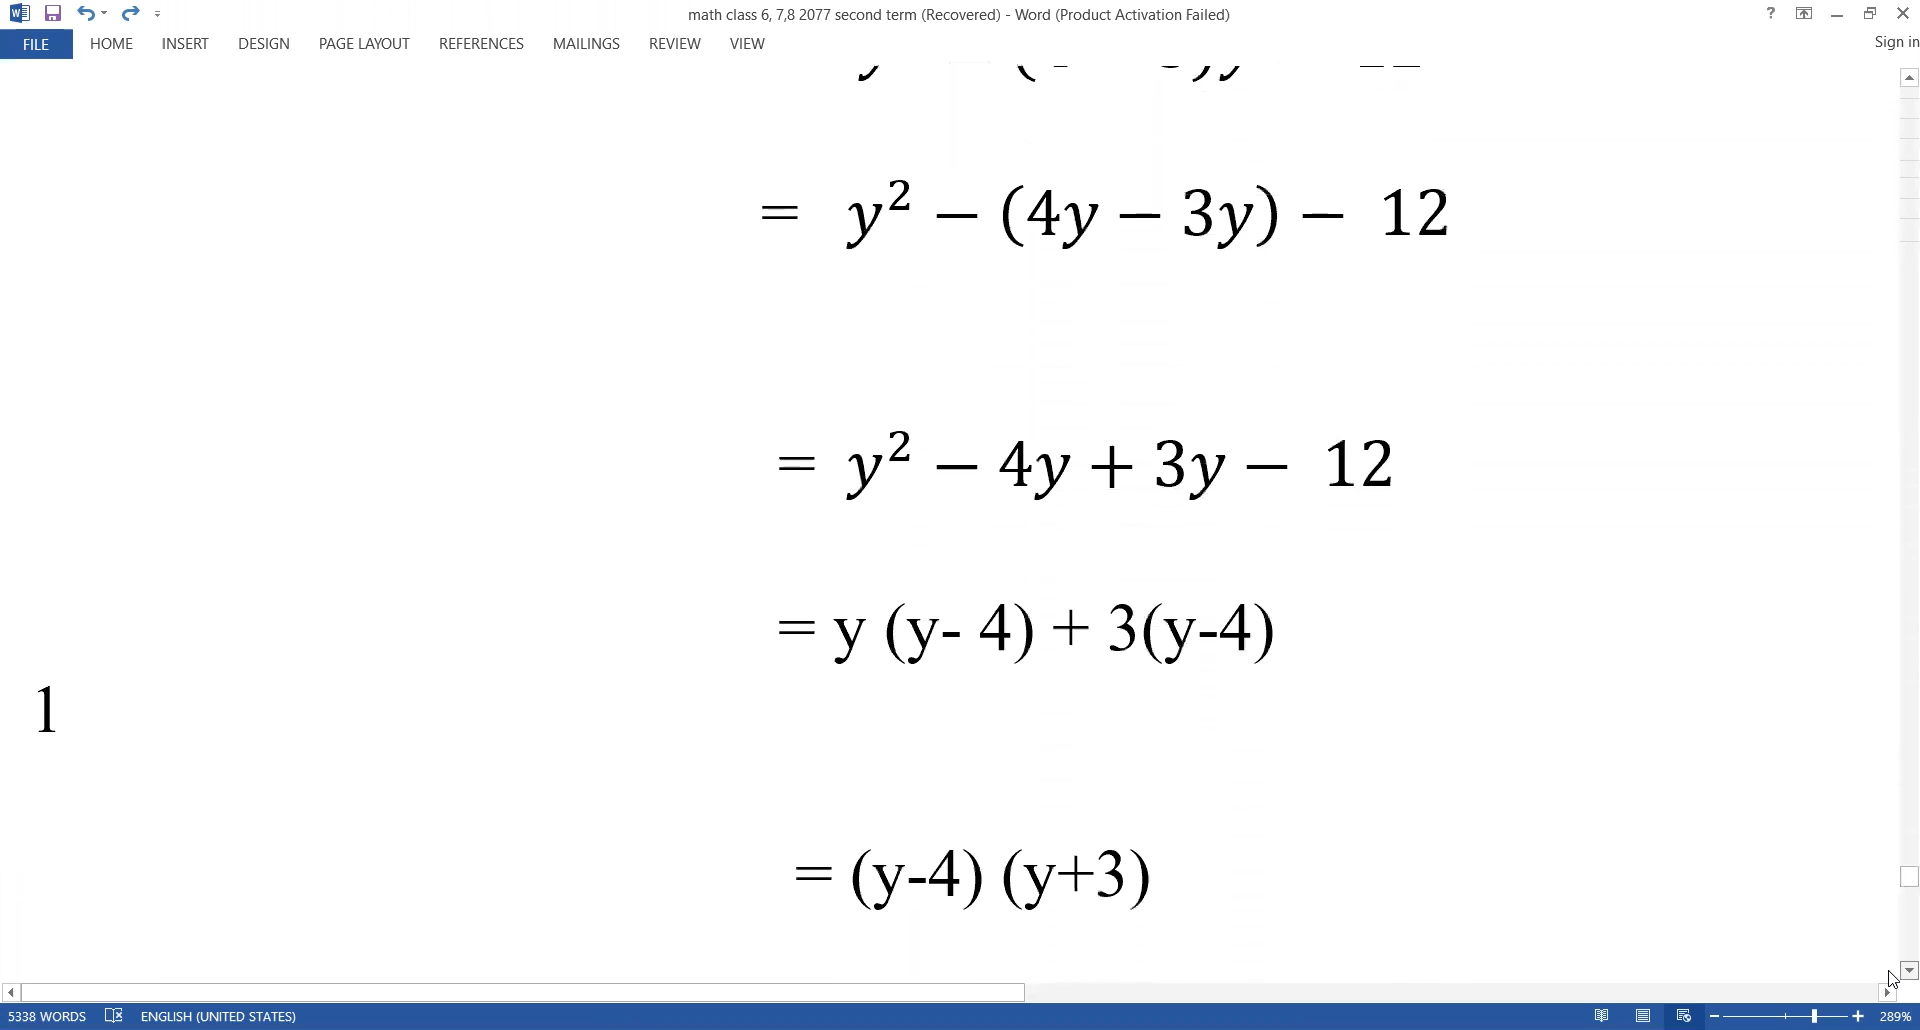 math class 6, 7,8 2077 second term (Recovered) - Word (Product Activation Failed)
?
FILE HOME INSERT DESIGN PAGE LAYOUT REFERENCES MAILINGS REVIEW VIEW Sign in
= y² − (4y − 3y) − 12
= y² − 4y + 3y − 12
= y (y- 4) + 3(y-4)
1
= (y-4) (y+3)
5338 WORDS ENGLISH (UNITED STATES) 289%